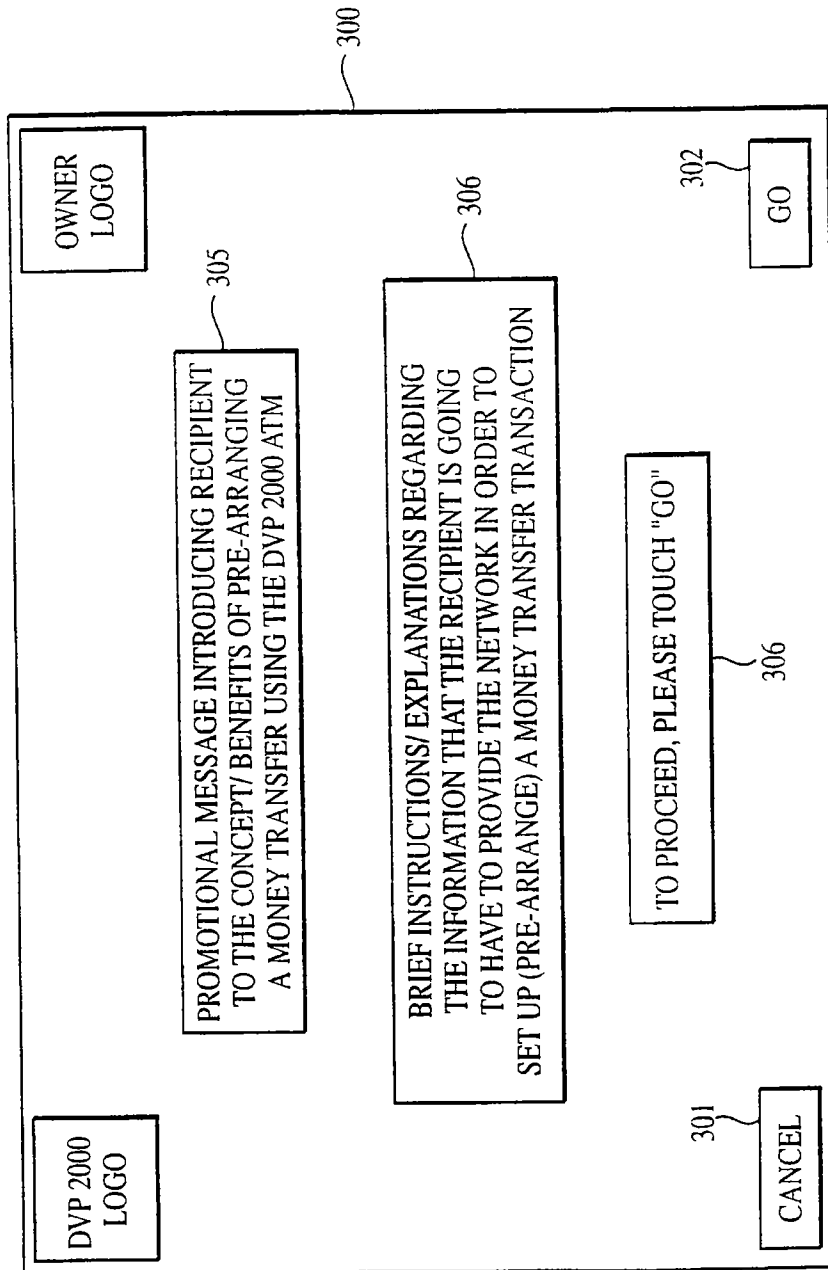 DVP 2000
LOGO
OWNER
LOGO
300
305
PROMOTIONAL MESSAGE INTRODUCING RECIPIENT
TO THE CONCEPT/ BENEFITS OF PRE-ARRANGING
A MONEY TRANSFER USING THE DVP 2000 ATM
306
BRIEF INSTRUCTIONS/ EXPLANATIONS REGARDING
THE INFORMATION THAT THE RECIPIENT IS GOING
TO HAVE TO PROVIDE THE NETWORK IN ORDER TO
SET UP (PRE-ARRANGE) A MONEY TRANSFER TRANSACTION
TO PROCEED, PLEASE TOUCH "GO"
306
301
CANCEL
302
GO